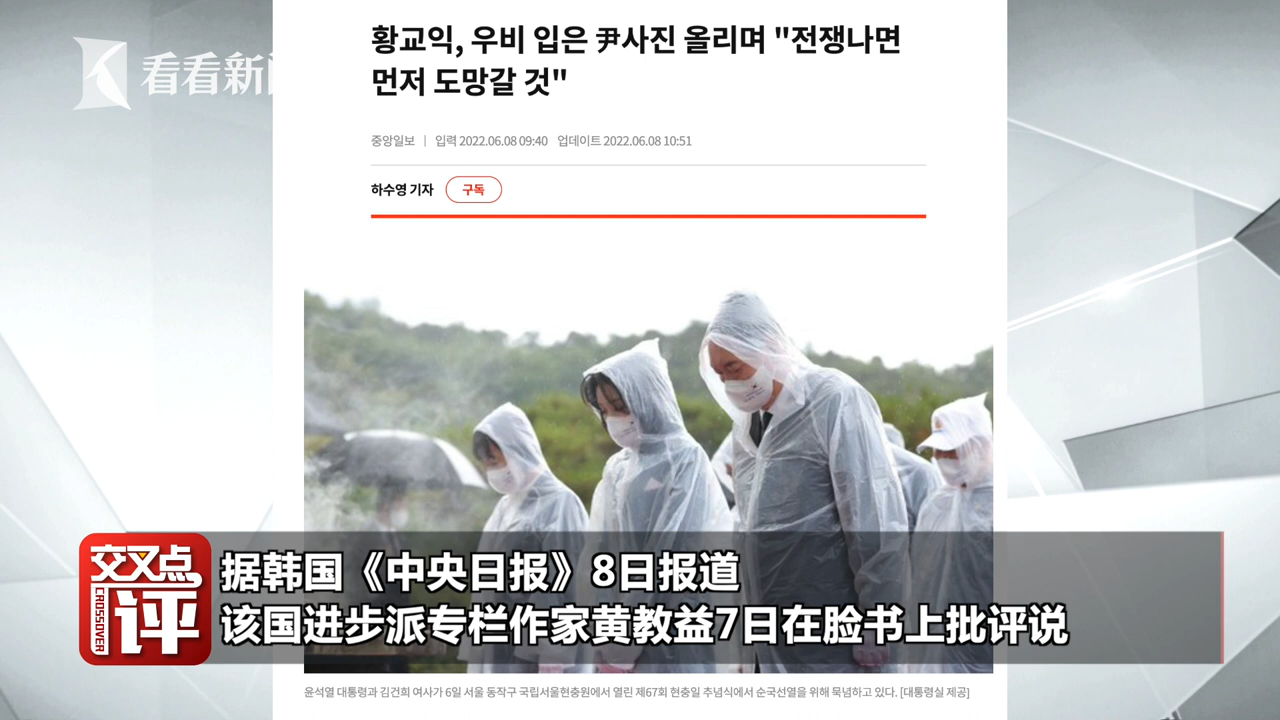 황교익, 우비 입은 尹사진 올리며 "전쟁나면
먼저 도망갈 것"
看看新闻
중앙일보 | 입력 2022.06.08 09:40 업데이트 2022.06.08 10:51
하수영 기자 구독
交叉点
CROSSOVER
评
据韩国《中央日报》8日报道
该国进步派专栏作家黄教益7日在脸书上批评说
윤석열 대통령과 김건희 여사가 6일 서울 동작구 국립서울현충원에서 열린 제67회 현충일 추념식에서 순국선열을 위해 묵념하고 있다. [대통령실 제공]